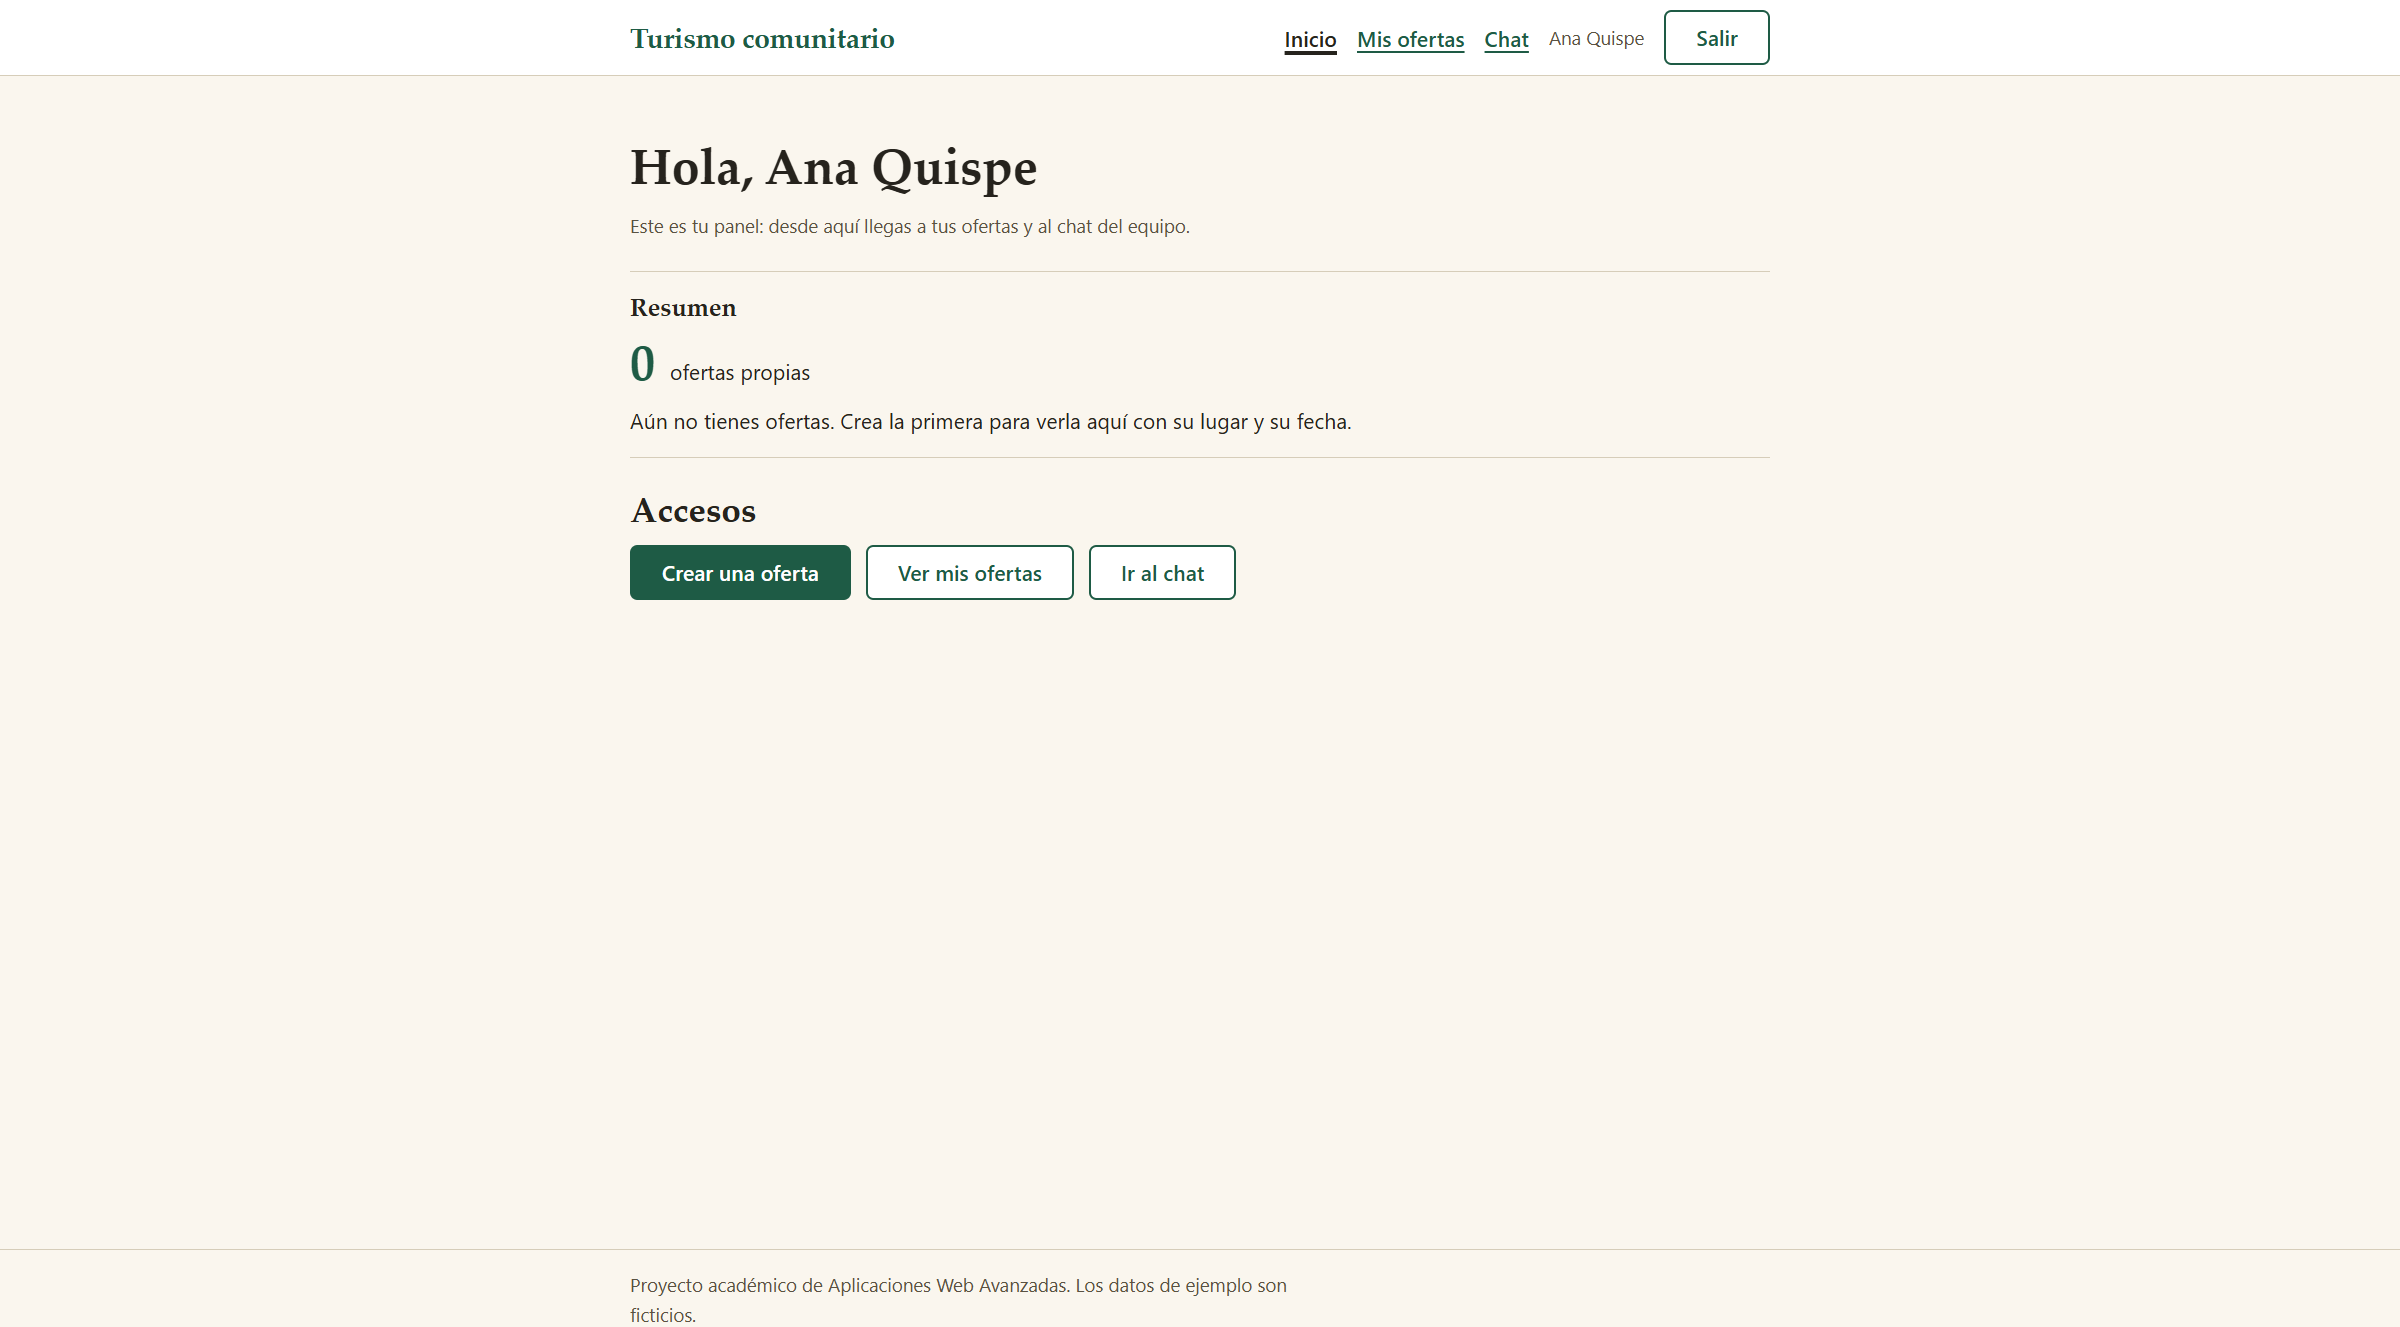 Turismo comunitario
Inicio Mis ofertas Chat Ana Quispe Salir
Hola, Ana Quispe
Este es tu panel: desde aquí llegas a tus ofertas y al chat del equipo.
Resumen
0 ofertas propias
Aún no tienes ofertas. Crea la primera para verla aquí con su lugar y su fecha.
Accesos
Crear una oferta Ver mis ofertas Ir al chat
Proyecto académico de Aplicaciones Web Avanzadas. Los datos de ejemplo son
ficticios.